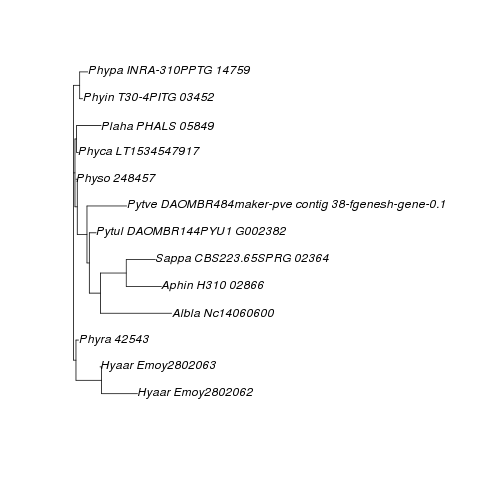 Phypa INRA-310PPTG 14759
Phyin T30-4PITG 03452
Plaha PHALS 05849
Phyca LT1534547917
Physo 248457
Pytve DAOMBR484maker-pve contig 38-fgenesh-gene-0.1
Pytul DAOMBR144PYU1 G002382
Sappa CBS223.65SPRG 02364
Aphin H310 02866
Albla Nc14060600
Phyra 42543
Hyaar Emoy2802063
Hyaar Emoy2802062